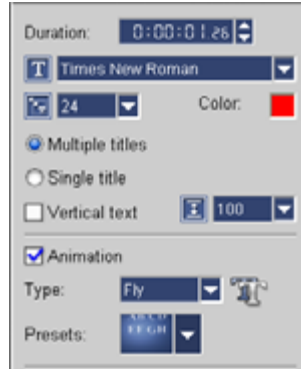 Duration: 0:00:01.26
T Times New Roman
24 Color:
Multiple titles
Single title
Vertical text 100
Animation
Type: Fly T
Presets: